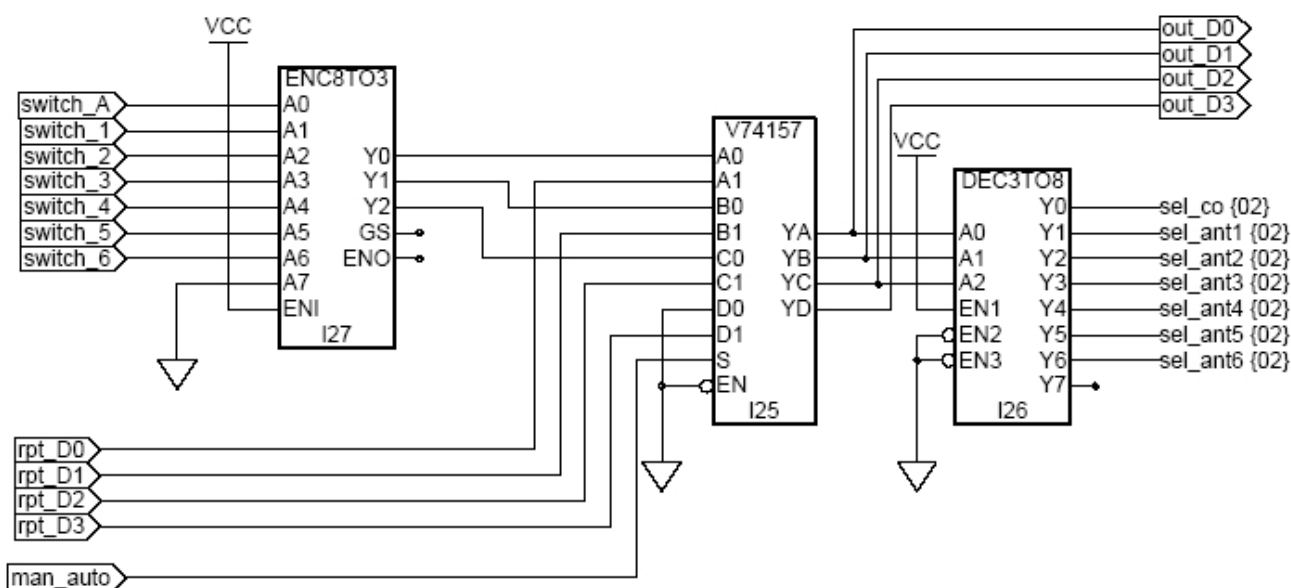 VCC
ENC8TO3
switch_A
switch_1
switch_2
switch_3
switch_4
switch_5
switch_6
A0
A1
A2
A3
A4
A5
A6
A7
ENI
Y0
Y1
Y2
GS
ENO
I27
V74157
A0
A1
B0
B1
C0
C1
D0
D1
S
EN
YA
YB
YC
YD
I25
out_D0
out_D1
out_D2
out_D3
VCC
DEC3TO8
A0
A1
A2
EN1
EN2
EN3
Y0
Y1
Y2
Y3
Y4
Y5
Y6
Y7
I26
sel_co {02}
sel_ant1 {02}
sel_ant2 {02}
sel_ant3 {02}
sel_ant4 {02}
sel_ant5 {02}
sel_ant6 {02}
rpt_D0
rpt_D1
rpt_D2
rpt_D3
man_auto